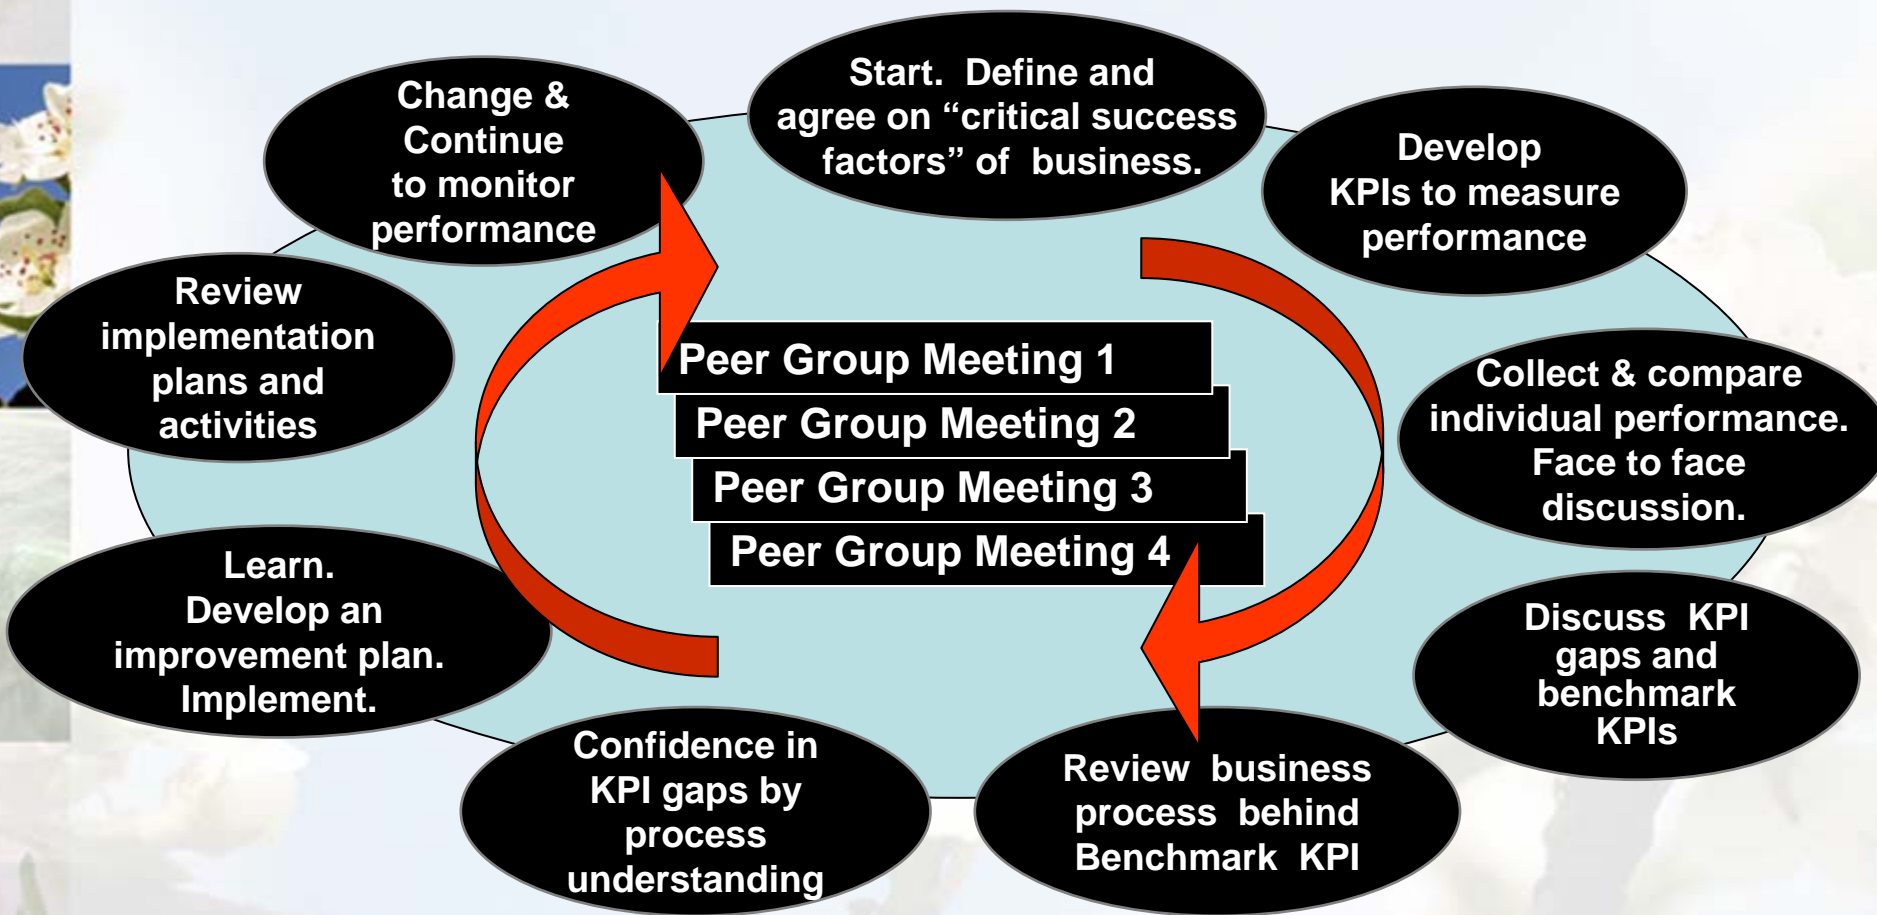 Start. Define and
agree on “critical success
factors” of business.
Develop
KPIs to measure
performance
Collect & compare
individual performance.
Face to face
discussion.
Discuss KPI
gaps and
benchmark
KPIs
Review business
process behind
Benchmark KPI
Confidence in
KPI gaps by
process
understanding
Learn.
Develop an
improvement plan.
Implement.
Review
implementation
plans and
activities
Change &
Continue
to monitor
performance
Peer Group Meeting 1
Peer Group Meeting 2
Peer Group Meeting 3
Peer Group Meeting 4